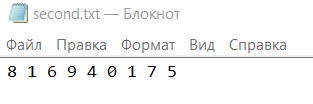 second.txt — Блокнот
Файл Правка Формат Вид Справка
8 1 6 9 4 0 1 7 5